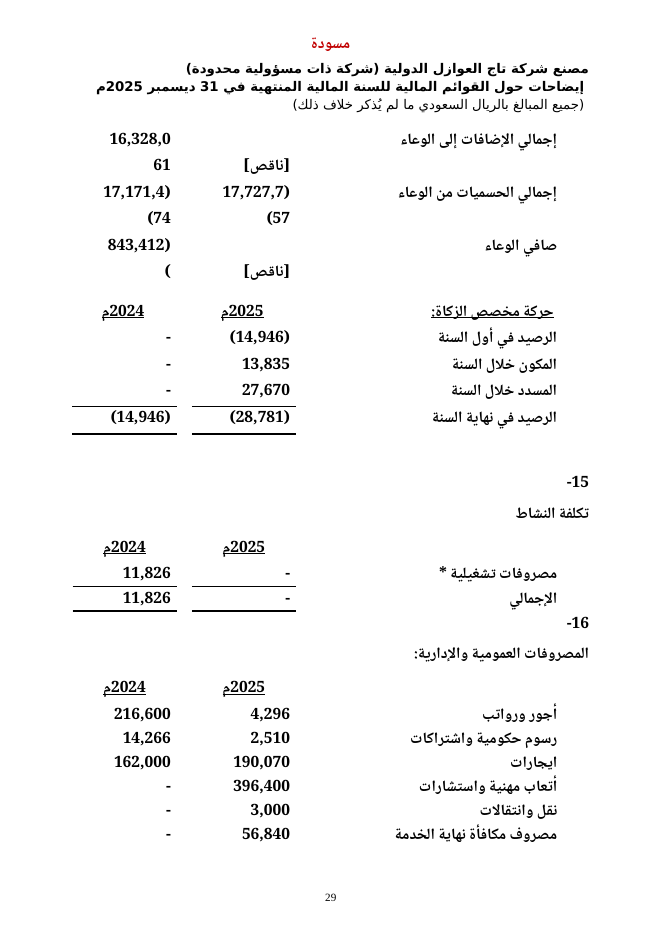 مسودة
مصنع شركة تاج العوازل الدولية (شركة ذات مسؤولية محدودة)
إيضاحات حول القوائم المالية للسنة المالية المنتهية في 31 ديسمبر 2025م
(جميع المبالغ بالريال السعودي ما لم يُذكر خلاف ذلك)
إجمالي الإضافات إلى الوعاء [ناقص] 16,328,061
إجمالي الحسميات من الوعاء (17,727,757) (17,171,474)
صافي الوعاء [ناقص] (843,412)
حركة مخصص الزكاة: 2025م 2024م
الرصيد في أول السنة (14,946) -
المكون خلال السنة 13,835 -
المسدد خلال السنة 27,670 -
الرصيد في نهاية السنة (28,781) (14,946)
15-
تكلفة النشاط
2025م 2024م
مصروفات تشغيلية * - 11,826
الإجمالي - 11,826
16-
المصروفات العمومية والإدارية:
2025م 2024م
أجور ورواتب 4,296 216,600
رسوم حكومية واشتراكات 2,510 14,266
ايجارات 190,070 162,000
أتعاب مهنية واستشارات 396,400 -
نقل وانتقالات 3,000 -
مصروف مكافأة نهاية الخدمة 56,840 -
29